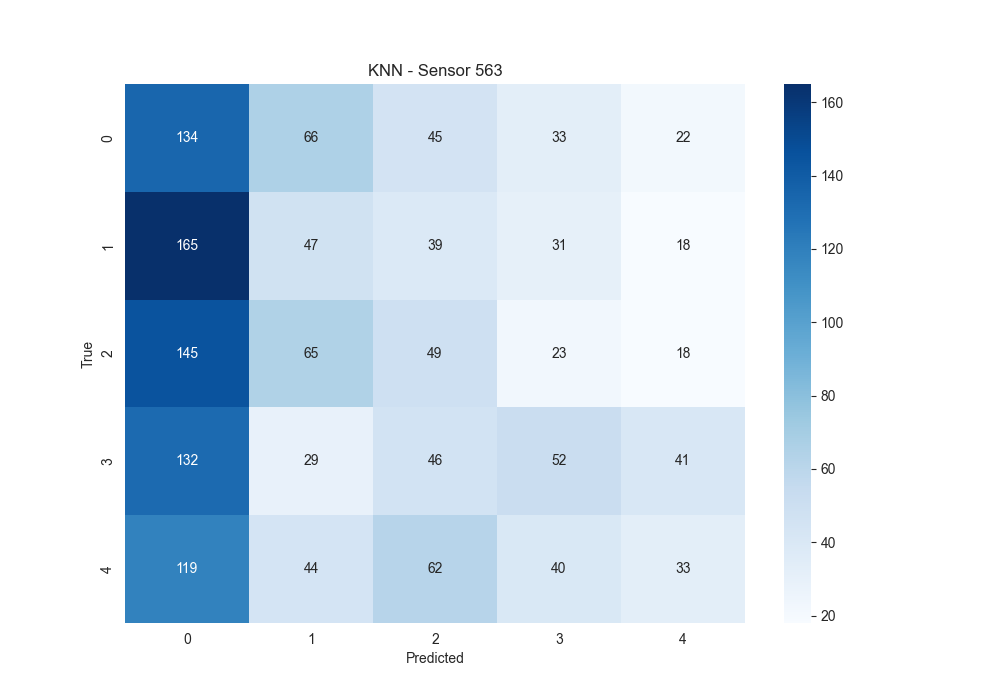 KNN - Sensor 563
0 134 66 45 33 22
1 165 47 39 31 18
2 145 65 49 23 18
3 132 29 46 52 41
4 119 44 62 40 33
True
0 1 2 3 4
Predicted
160
140
120
100
80
60
40
20